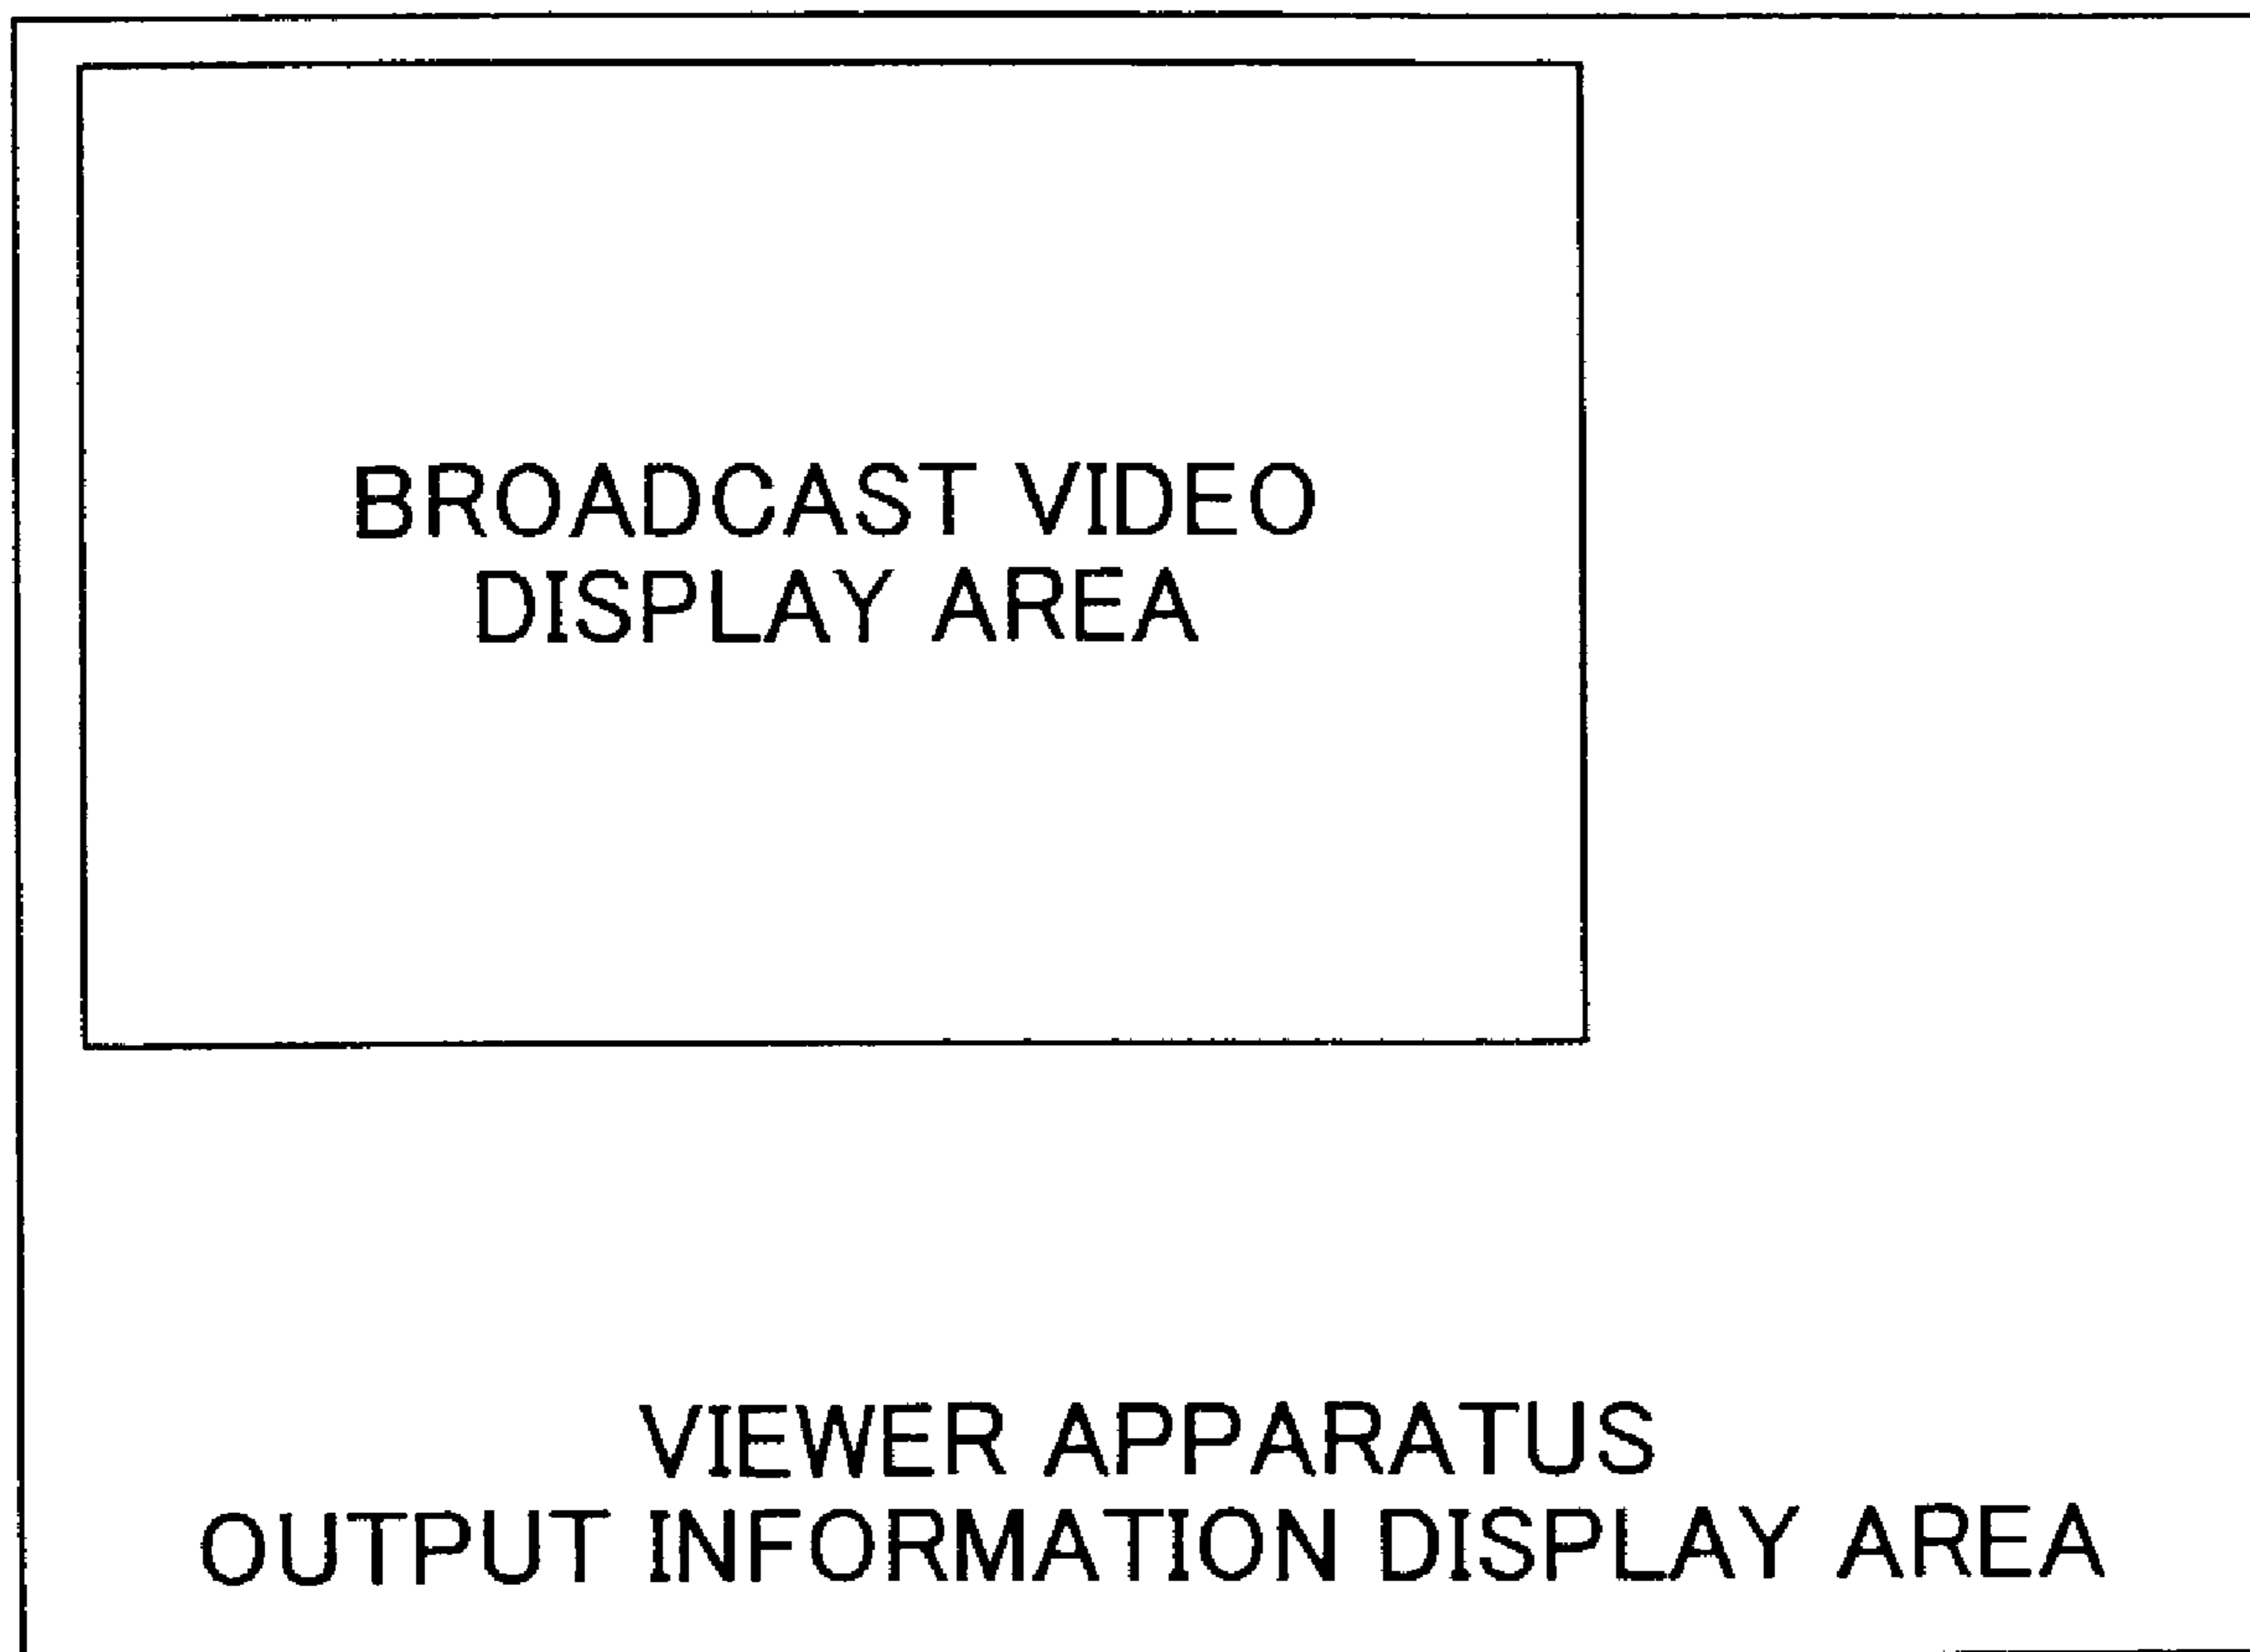 BROADCAST VIDEO
DISPLAY AREA
VIEWER APPARATUS
OUTPUT INFORMATION DISPLAY AREA